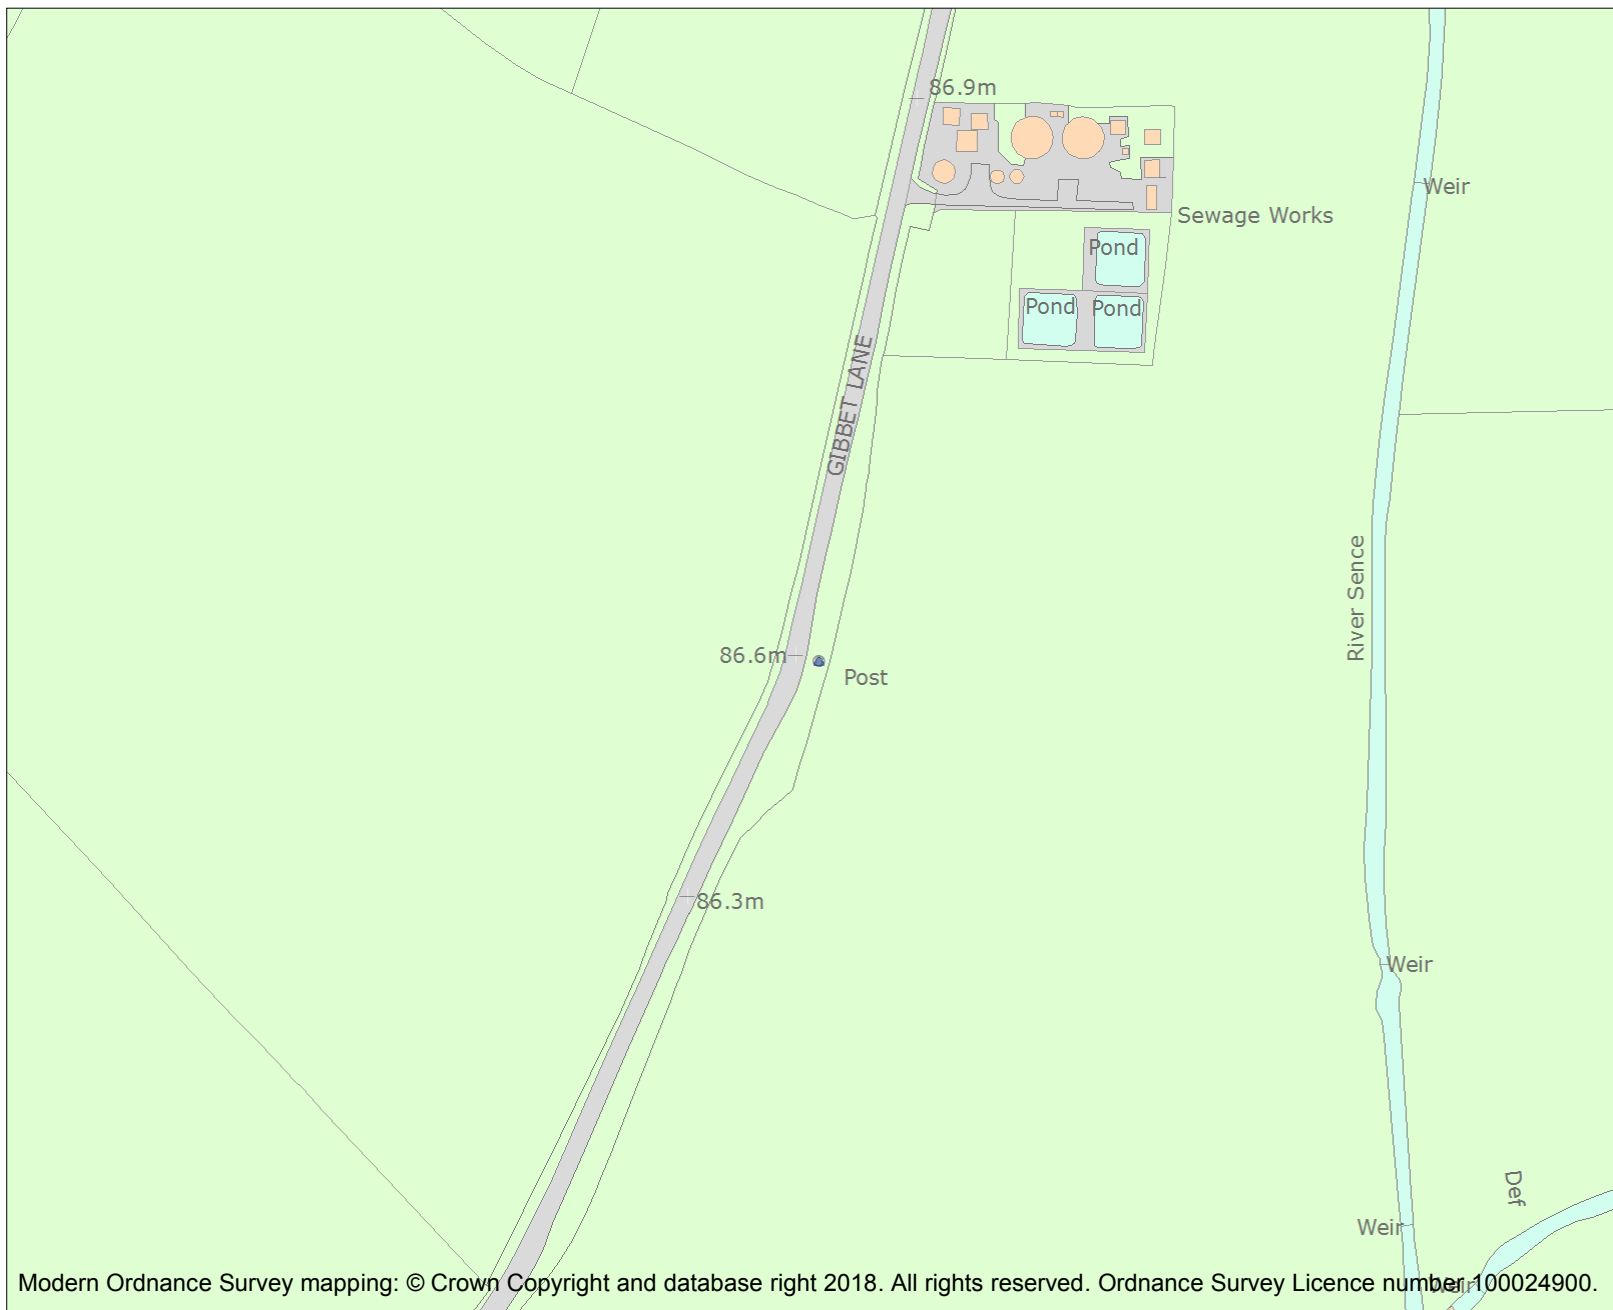 86.9m
Weir
Sewage Works
Pond
Pond
Pond
GIBBET LANE
River Sence
86.6m
Post
86.3m
Weir
Def
Weir
Weir
Modern Ordnance Survey mapping: © Crown Copyright and database right 2018. All rights reserved. Ordnance Survey Licence number 100024900.